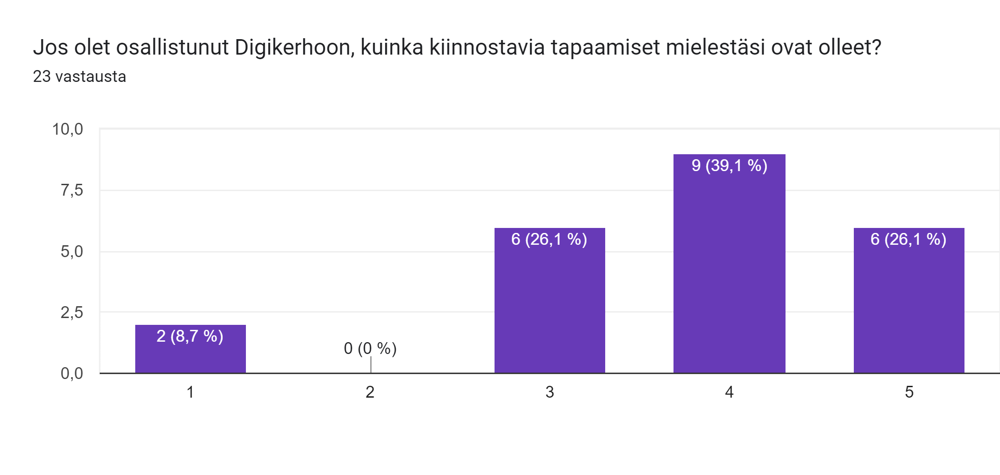 Jos olet osallistunut Digikerhoon, kuinka kiinnostavia tapaamiset mielestäsi ovat olleet?
23 vastausta
10,0
7,5
5,0
2,5
0,0
2 (8,7 %)
0 (0 %)
6 (26,1 %)
9 (39,1 %)
6 (26,1 %)
1
2
3
4
5